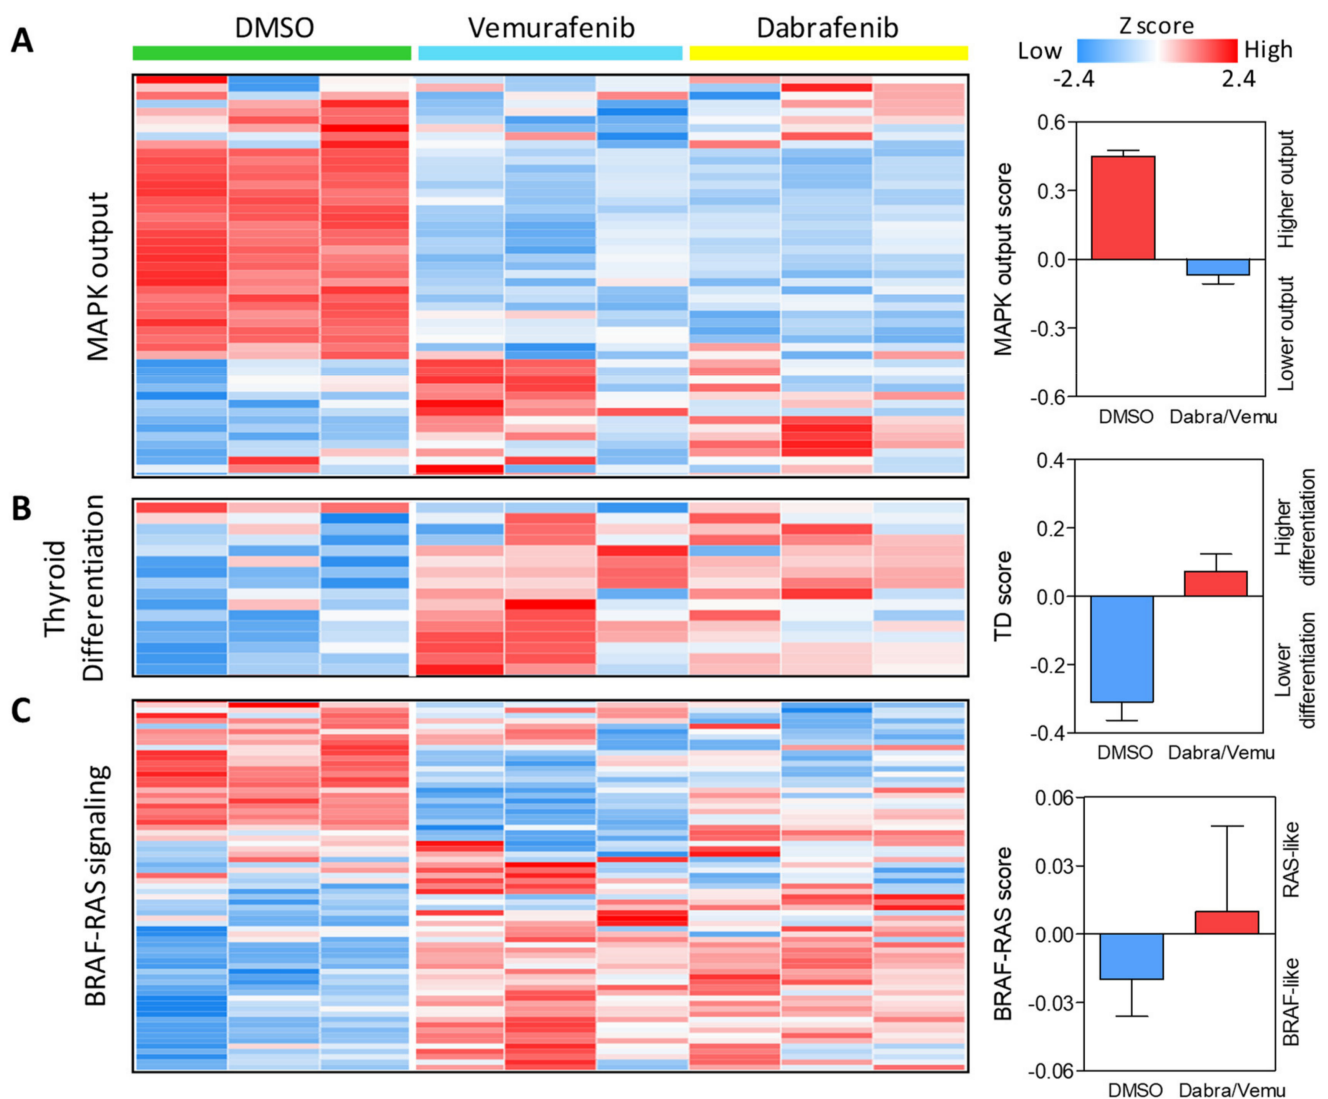 A
DMSO
Vemurafenib
Dabrafenib
Z score
Low
High
-2.4
2.4
MAPK output
MAPK output score
0.6
0.3
0.0
-0.3
-0.6
Higher output
Lower output
DMSO
Dabra/Vemu
B
Thyroid
Differentiation
TD score
0.4
0.2
0.0
-0.2
-0.4
Higher
differentiation
Lower
differentiation
DMSO
Dabra/Vemu
C
BRAF-RAS signaling
BRAF-RAS score
0.06
0.03
0.00
-0.03
-0.06
RAS-like
BRAF-like
DMSO
Dabra/Vemu